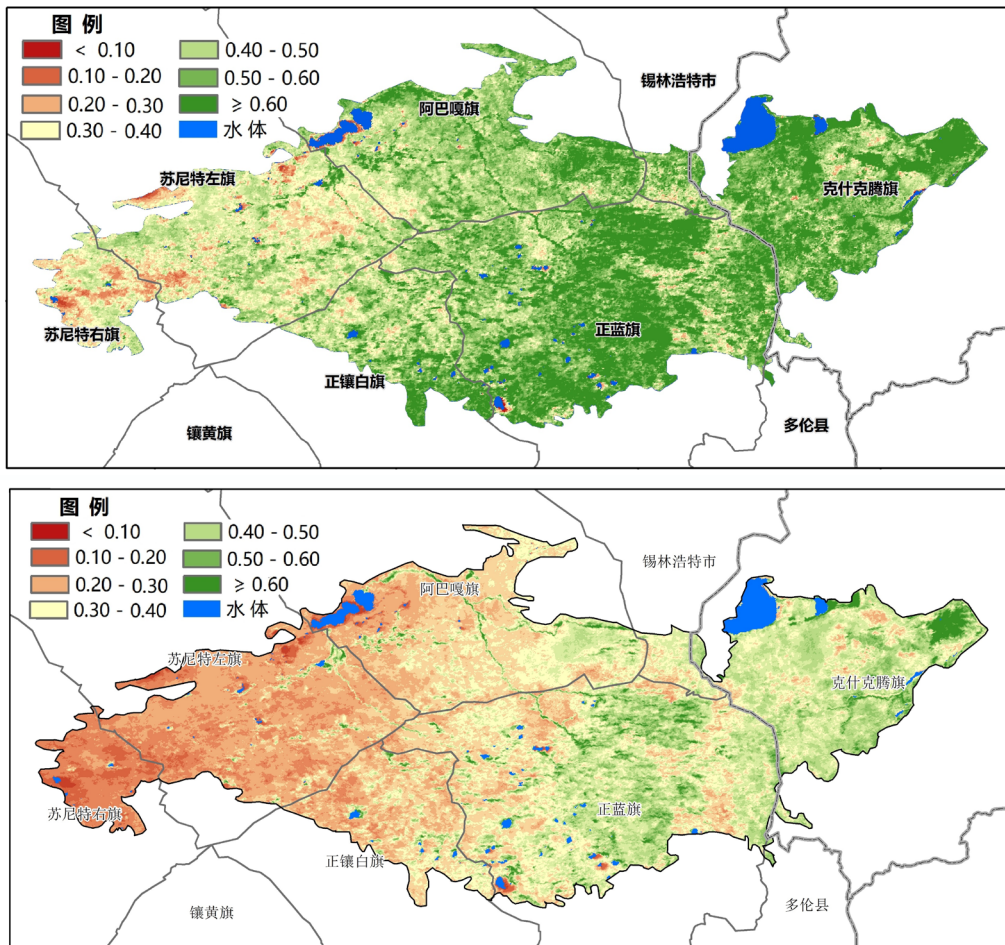 图 例
< 0.10
0.40 - 0.50
0.10 - 0.20
0.50 - 0.60
0.20 - 0.30
≥ 0.60
0.30 - 0.40
水 体
锡林浩特市
阿巴嘎旗
苏尼特左旗
克什克腾旗
苏尼特右旗
正蓝旗
正镶白旗
镶黄旗
多伦县
图 例
< 0.10
0.40 - 0.50
0.10 - 0.20
0.50 - 0.60
0.20 - 0.30
≥ 0.60
0.30 - 0.40
水 体
锡林浩特市
阿巴嘎旗
苏尼特左旗
克什克腾旗
苏尼特右旗
正蓝旗
正镶白旗
镶黄旗
多伦县